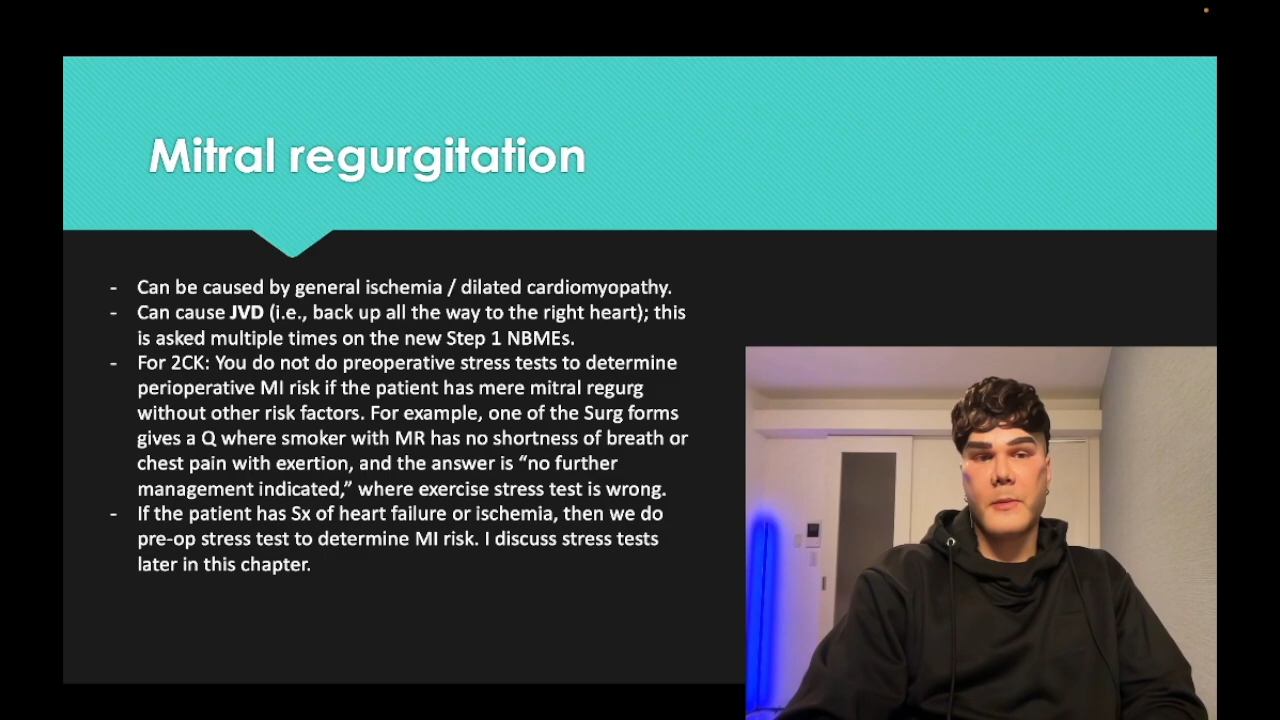 Mitral regurgitation
- Can be caused by general ischemia / dilated cardiomyopathy.
- Can cause JVD (i.e., back up all the way to the right heart); this
is asked multiple times on the new Step 1 NBMEs.
- For 2CK: You do not do preoperative stress tests to determine
perioperative MI risk if the patient has mere mitral regurg
without other risk factors. For example, one of the Surg forms
gives a Q where smoker with MR has no shortness of breath or
chest pain with exertion, and the answer is “no further
management indicated,” where exercise stress test is wrong.
- If the patient has Sx of heart failure or ischemia, then we do
pre-op stress test to determine MI risk. I discuss stress tests
later in this chapter.